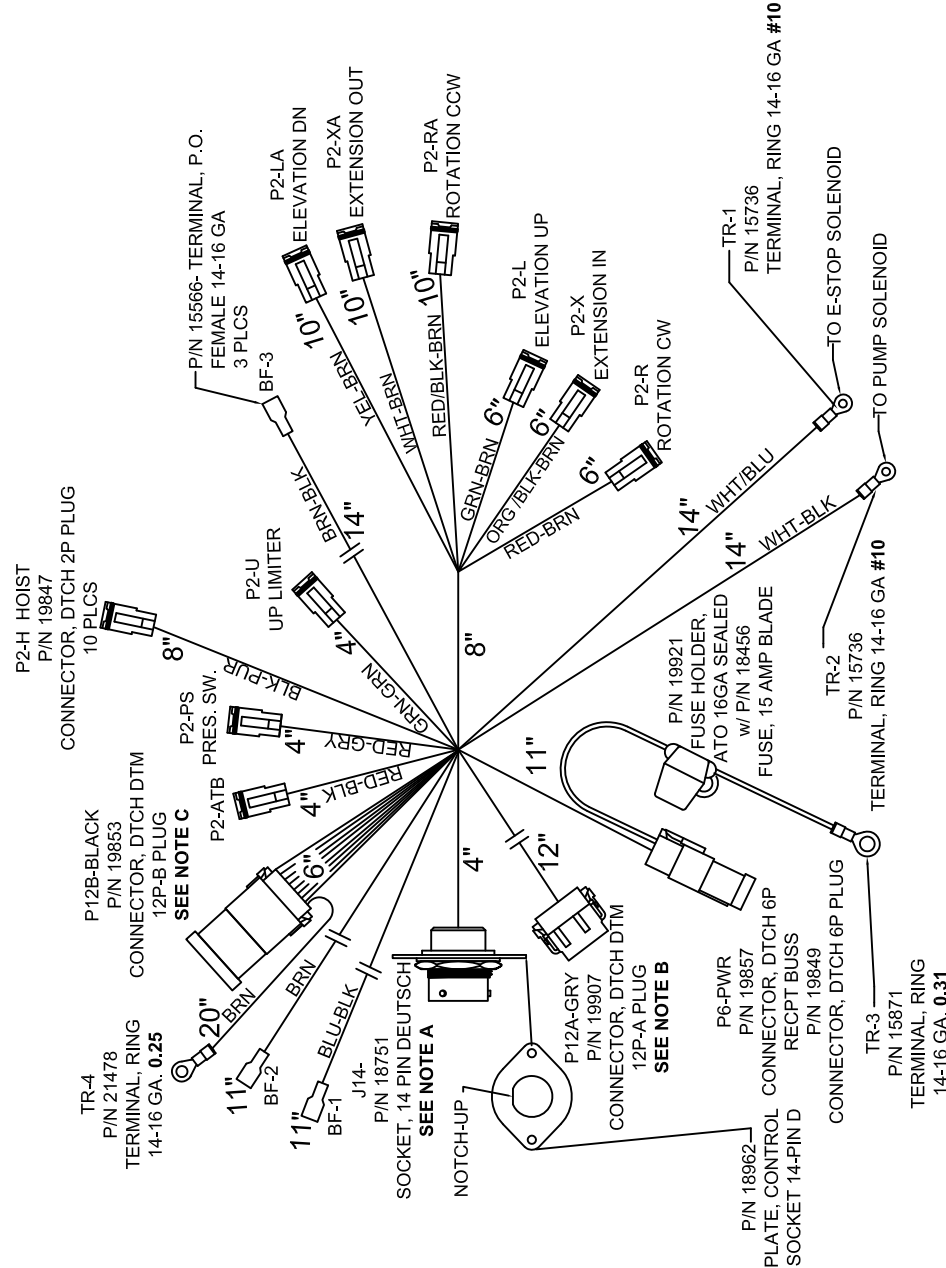 P2-H HOIST
P/N 19847
CONNECTOR, DTCH 2P PLUG
10 PLCS
8"
BLK-PUR
P/N 15566- TERMINAL, P.O.
FEMALE 14-16 GA
3 PLCS
BF-3
BRN-BLK
14"
P2-LA
ELEVATION DN
10"
YEL-BRN
P2-XA
EXTENSION OUT
10"
WHT-BRN
P2-RA
ROTATION CCW
10"
RED/BLK-BRN
P2-L
ELEVATION UP
6"
GRN-BRN
P2-X
EXTENSION IN
6"
ORG /BLK-BRN
P2-R
ROTATION CW
6"
RED-BRN
8"
P2-U
UP LIMITER
4"
GRN-GRN
P2-PS
PRES. SW.
4"
RED-GRY
P2-ATB
4"
RED-BLK
P12B-BLACK
P/N 19853
CONNECTOR, DTCH DTM
12P-B PLUG
SEE NOTE C
6"
TR-4
P/N 21478
TERMINAL, RING
14-16 GA. 0.25
20"
BRN
11"
BF-2
BRN
11"
BF-1
BLU-BLK
J14-
P/N 18751
SOCKET, 14 PIN DEUTSCH
SEE NOTE A
4"
NOTCH-UP
P/N 18962
PLATE, CONTROL
SOCKET 14-PIN D
P12A-GRY
P/N 19907
CONNECTOR, DTCH DTM
12P-A PLUG
SEE NOTE B
12"
P6-PWR
P/N 19857
CONNECTOR, DTCH 6P
RECPT BUSS
P/N 19849
CONNECTOR, DTCH 6P PLUG
11"
TR-3
P/N 15871
TERMINAL, RING
14-16 GA, 0.31
P/N 19921
FUSE HOLDER,
ATO 16GA SEALED
w/ P/N 18456
FUSE, 15 AMP BLADE
TR-2
P/N 15736
TERMINAL, RING 14-16 GA #10
14"
WHT-BLK
TO PUMP SOLENOID
14"
WHT/BLU
TO E-STOP SOLENOID
TR-1
P/N 15736
TERMINAL, RING 14-16 GA #10